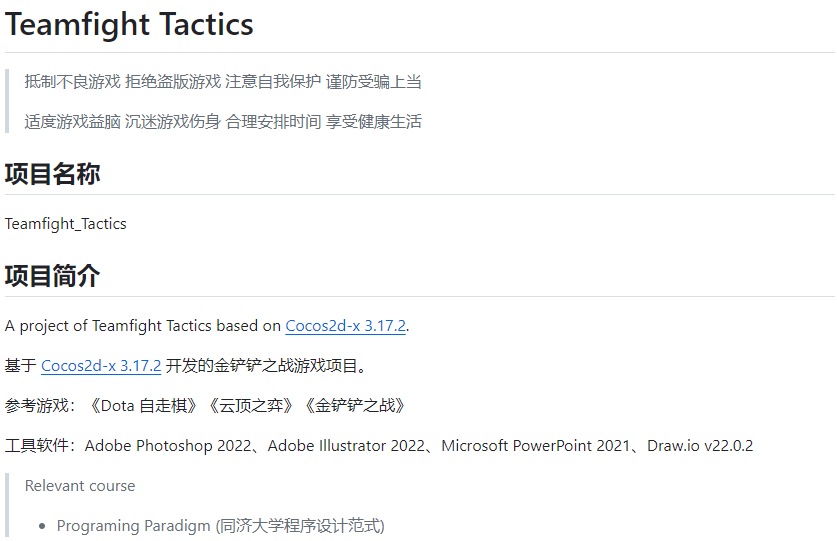 Teamfight Tactics
抵制不良游戏 拒绝盗版游戏 注意自我保护 谨防受骗上当
适度游戏益脑 沉迷游戏伤身 合理安排时间 享受健康生活
项目名称
Teamfight_Tactics
项目简介
A project of Teamfight Tactics based on Cocos2d-x 3.17.2.
基于 Cocos2d-x 3.17.2 开发的金铲铲之战游戏项目。
参考游戏：《Dota 自走棋》《云顶之弈》《金铲铲之战》
工具软件：Adobe Photoshop 2022、Adobe Illustrator 2022、Microsoft PowerPoint 2021、Draw.io v22.0.2
Relevant course
• Programing Paradigm (同济大学程序设计范式)